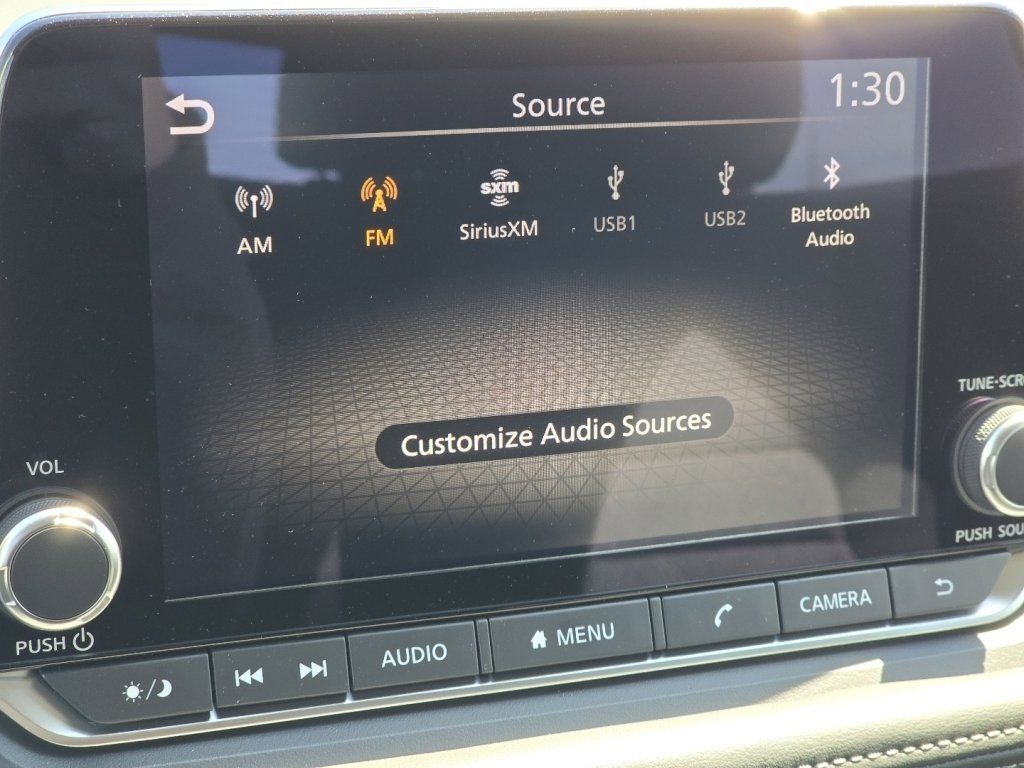 Source
1:30
sxm
AM
FM
SiriusXM
USB1
USB2
Bluetooth
Audio
Customize Audio Sources
VOL
PUSH
TUNE·SCR
PUSH SOU
AUDIO
MENU
CAMERA